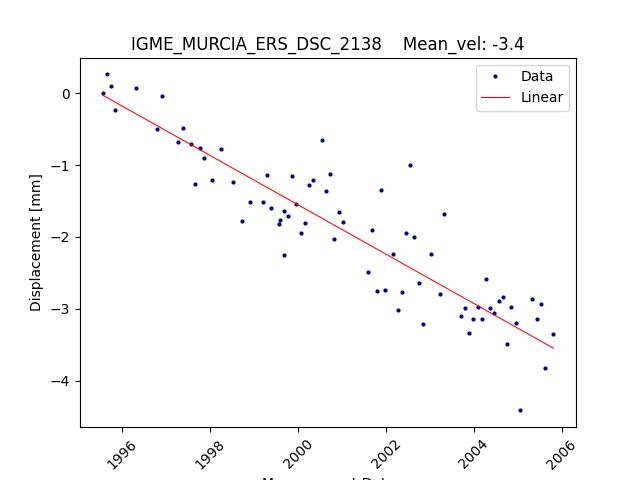 IGME_MURCIA_ERS_DSC_2138    Mean_vel: -3.4
Data
Linear
Displacement [mm]
0
−1
−2
−3
−4
1996
1998
2000
2002
2004
2006